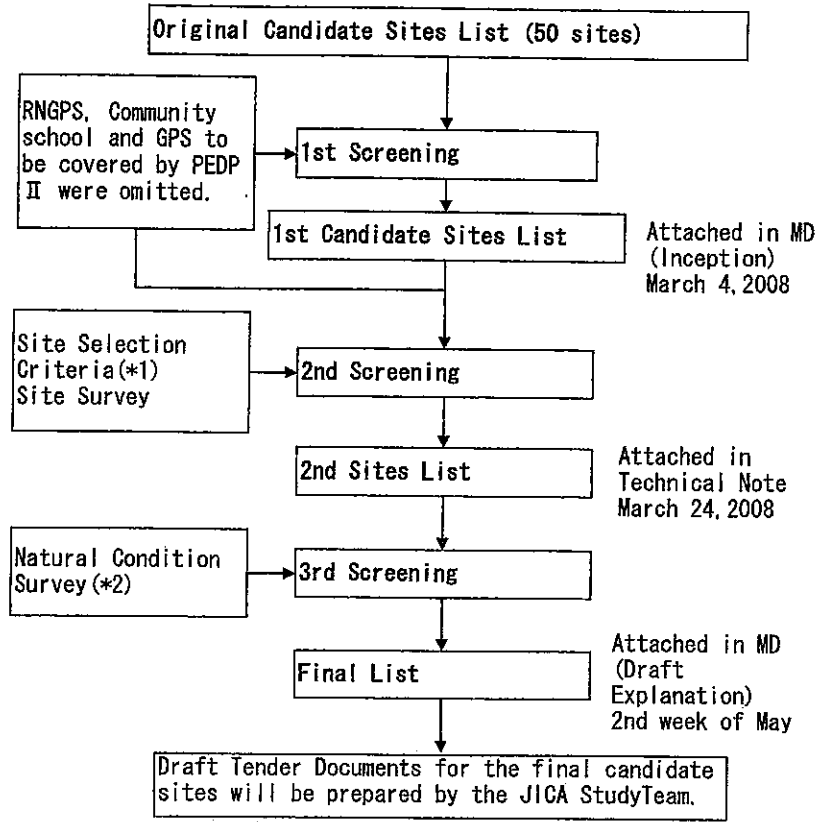 Original Candidate Sites List (50 sites)
RNGPS, Community
school and GPS to
be covered by PEDP
Ⅱ were omitted.
1st Screening
1st Candidate Sites List
Attached in MD
(Inception)
March 4, 2008
Site Selection
Criteria(*1)
Site Survey
2nd Screening
2nd Sites List
Attached in
Technical Note
March 24, 2008
Natural Condition
Survey(*2)
3rd Screening
Final List
Attached in MD
(Draft
Explanation)
2nd week of May
Draft Tender Documents for the final candidate
sites will be prepared by the JICA StudyTeam.